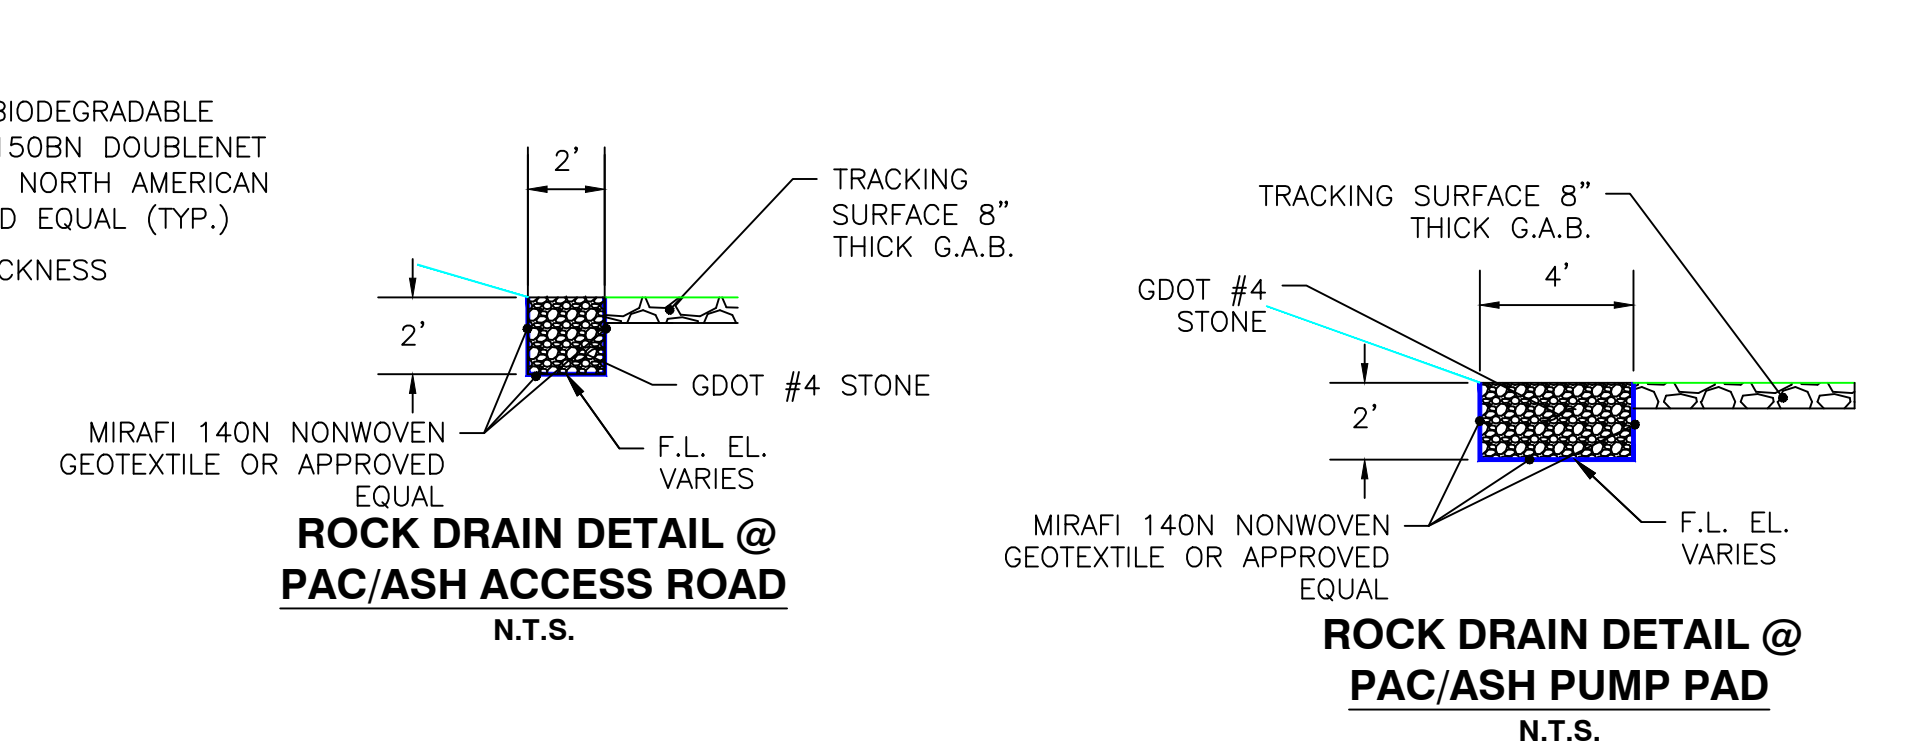 BIODEGRADABLE
150BN DOUBLENET
NORTH AMERICAN
EQUAL (TYP.)
2’
TRACKING
SURFACE 8”
THICK G.A.B.
2’
GDOT #4 STONE
MIRAFI 140N NONWOVEN
GEOTEXTILE OR APPROVED
EQUAL
F.L. EL.
VARIES
ROCK DRAIN DETAIL @
PAC/ASH ACCESS ROAD
N.T.S.
TRACKING SURFACE 8”
THICK G.A.B.
GDOT #4
STONE
4’
2’
MIRAFI 140N NONWOVEN
GEOTEXTILE OR APPROVED
EQUAL
F.L. EL.
VARIES
ROCK DRAIN DETAIL @
PAC/ASH PUMP PAD
N.T.S.